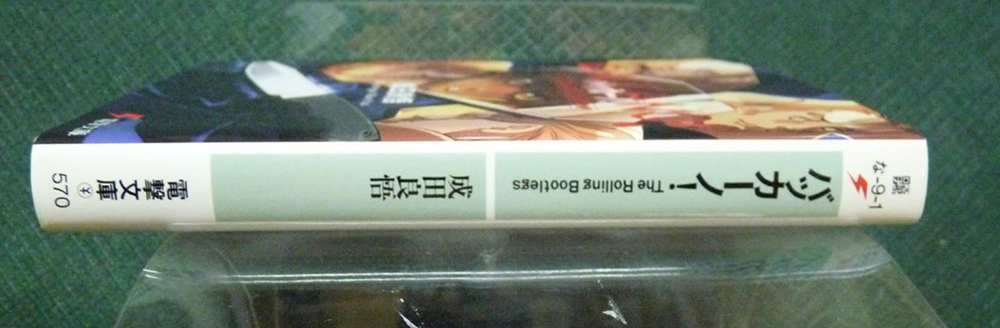 な-9-1
バッカーノ!
The Rolling Bootlegs
成田良悟
電撃文庫
¥
570